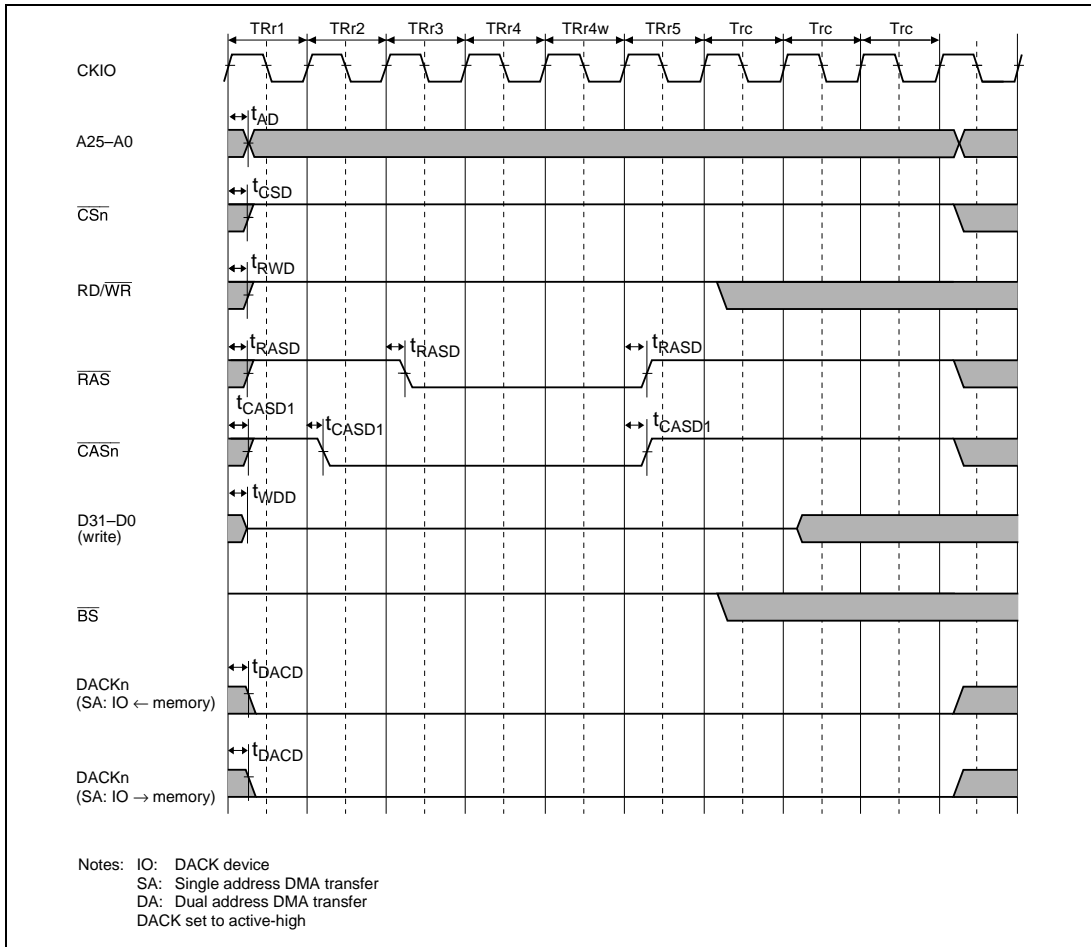 TRr1 TRr2 TRr3 TRr4 TRr4w TRr5 Trc Trc Trc
CKIO
tAD
A25–A0
tCSD
CSn
tRWD
RD/WR
tRASD tRASD tRASD
RAS
tCASD1 tCASD1 tCASD1
CASn
tWDD
D31–D0
(write)
BS
tDACD
DACKn
(SA: IO ← memory)
tDACD
DACKn
(SA: IO → memory)
Notes: IO: DACK device
SA: Single address DMA transfer
DA: Dual address DMA transfer
DACK set to active-high